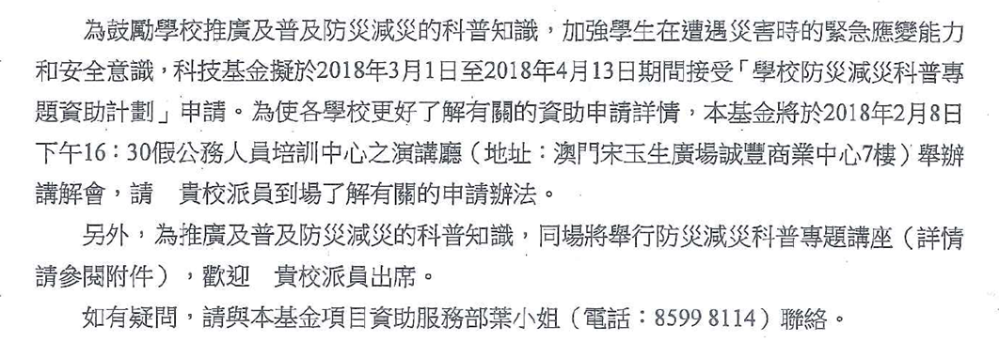 為鼓勵學校推廣及普及防災減災的科普知識，加強學生在遭遇災害時的緊急應變能力
和安全意識，科技基金擬於2018年3月1日至2018年4月13日期間接受「學校防災減災科普專
題資助計劃」申請。為使各學校更好了解有關的資助申請詳情，本基金將於2018年2月8日
下午16：30假公務人員培訓中心之演講廳（地址：澳門宋玉生廣場誠豐商業中心7樓）舉辦
講解會，請　貴校派員到場了解有關的申請辦法。
另外，為推廣及普及防災減災的科普知識，同場將舉行防災減災科普專題講座（詳情
請參閱附件），歡迎　貴校派員出席。
如有疑問，請與本基金項目資助服務部葉小姐（電話：8599 8114）聯絡。